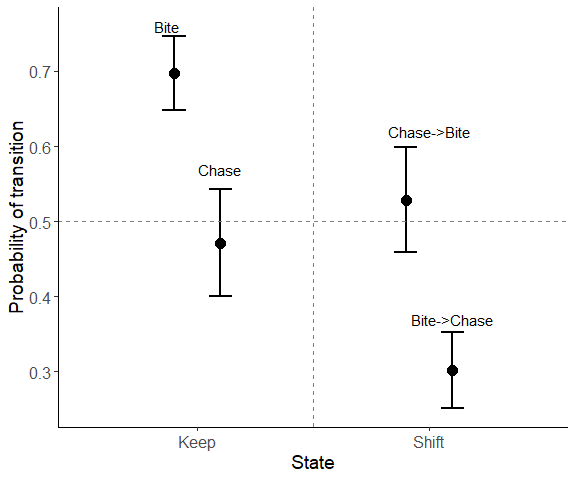 Bite
Chase
Chase->Bite
Bite->Chase
0.7
0.6
0.5
0.4
0.3
Probability of transition
Keep
Shift
State